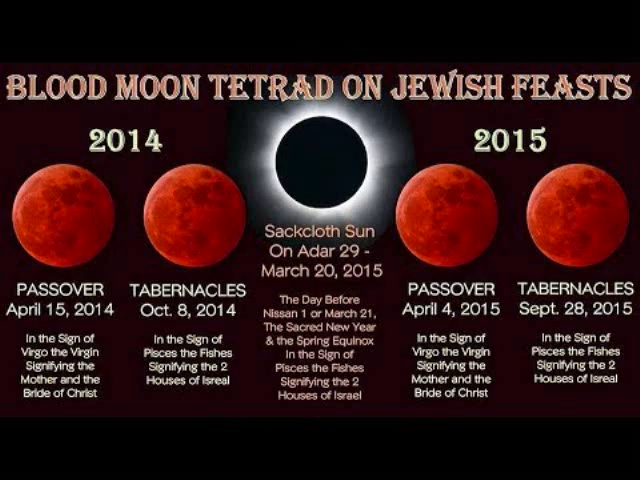 BLOOD MOON TETRAD ON JEWISH FEASTS
2014
2015
PASSOVER
April 15, 2014
In the Sign of
Virgo the Virgin
Signifying the
Mother and the
Bride of Christ
TABERNACLES
Oct. 8, 2014
In the Sign of
Pisces the Fishes
Signifying the 2
Houses of Isreal
Sackcloth Sun
On Adar 29 -
March 20, 2015
The Day Before
Nissan 1 or March 21,
The Sacred New Year
& the Spring Equinox
In the Sign of
Pisces the Fishes
Signifying the 2
Houses of Israel
PASSOVER
April 4, 2015
In the Sign of
Virgo the Virgin
Signifying the
Mother and the
Bride of Christ
TABERNACLES
Sept. 28, 2015
In the Sign of
Pisces the Fishes
Signifying the 2
Houses of Isreal